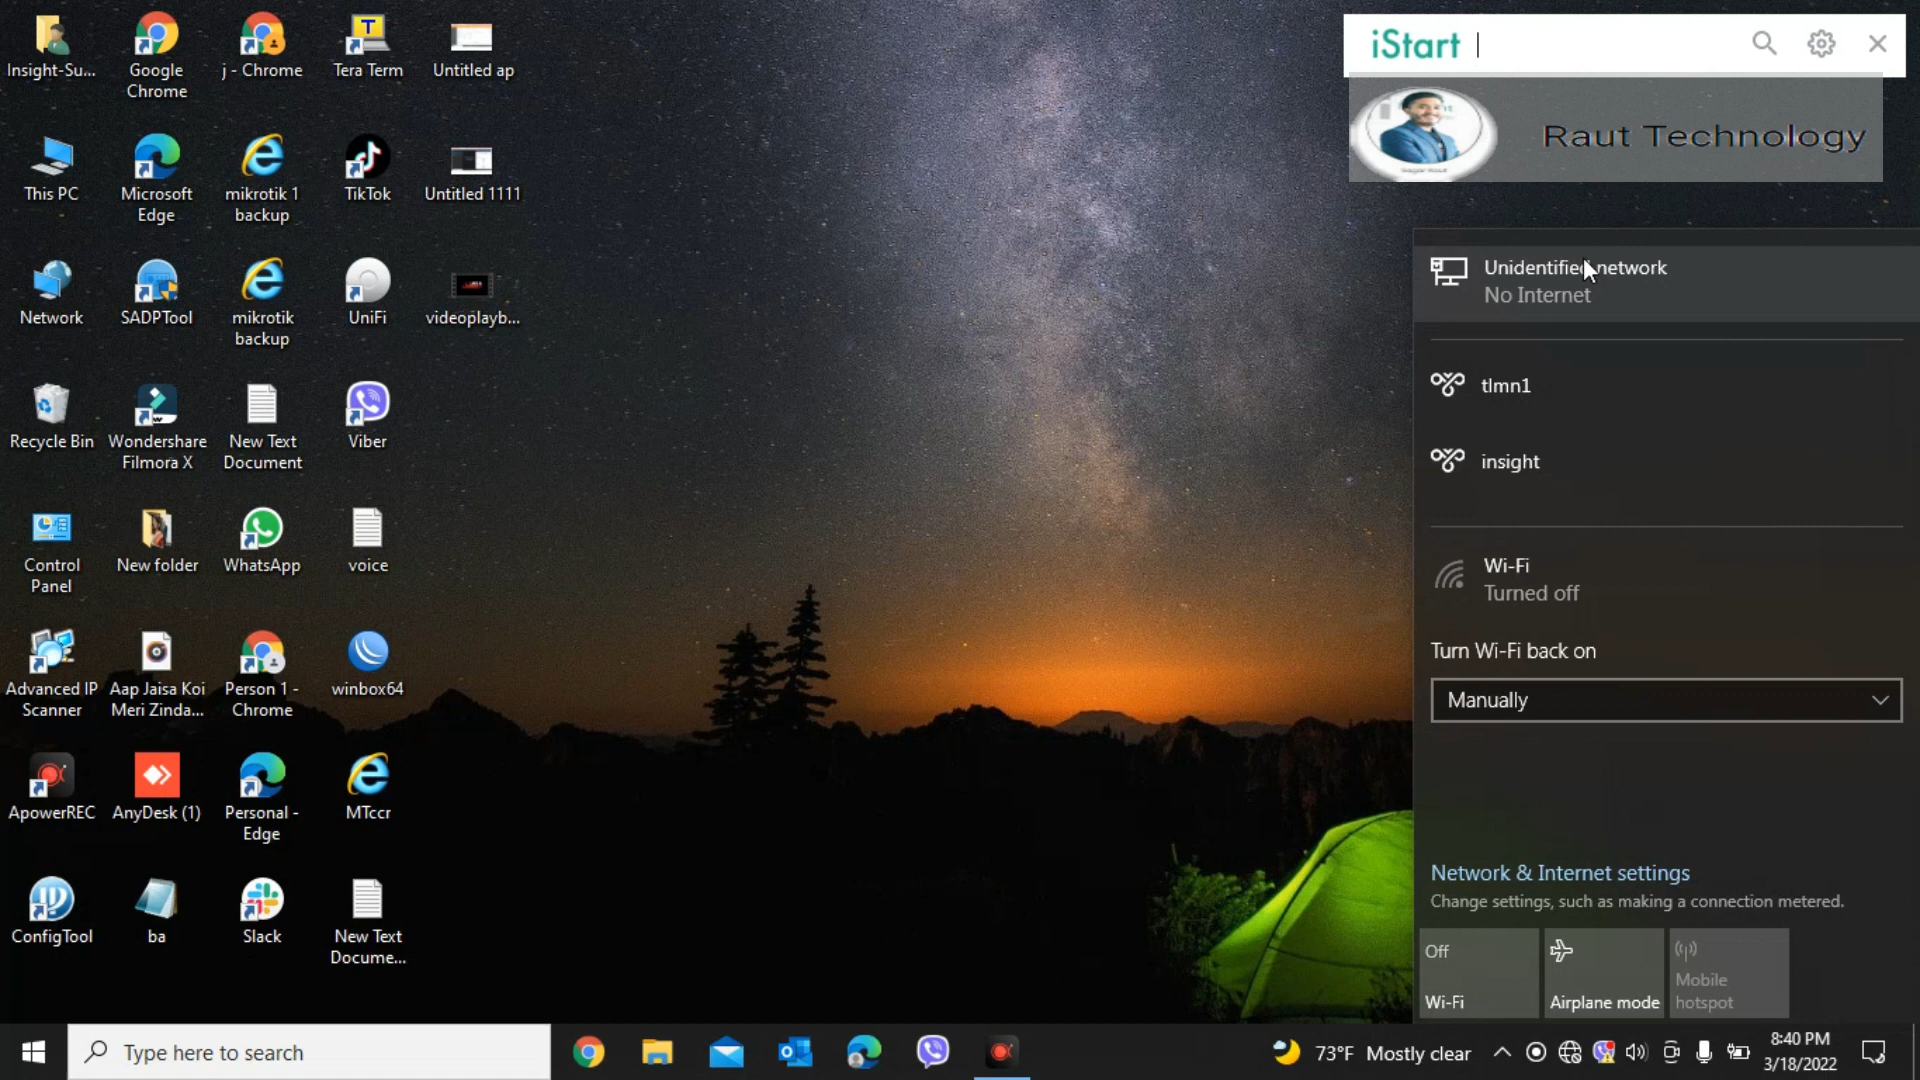 Insight-Su...
Google
Chrome
j - Chrome
Tera Term
Untitled ap
This PC
Microsoft
Edge
mikrotik 1
backup
TikTok
Untitled 1111
Network
SADPTool
mikrotik
backup
UniFi
videoplayb...
Recycle Bin
Wondershare
Filmora X
New Text
Document
Viber
Control
Panel
New folder
WhatsApp
voice
Advanced IP
Scanner
Aap Jaisa Koi
Meri Zinda...
Person 1 -
Chrome
winbox64
ApowerREC
AnyDesk (1)
Personal -
Edge
MTccr
ConfigTool
ba
Slack
New Text
Docume...
iStart
Raut Technology
Unidentified network
No Internet
tlmn1
insight
Wi-Fi
Turned off
Turn Wi-Fi back on
Manually
Network & Internet settings
Change settings, such as making a connection metered.
Off
Wi-Fi
Airplane mode
Mobile
hotspot
Type here to search
73°F Mostly clear
8:40 PM
3/18/2022